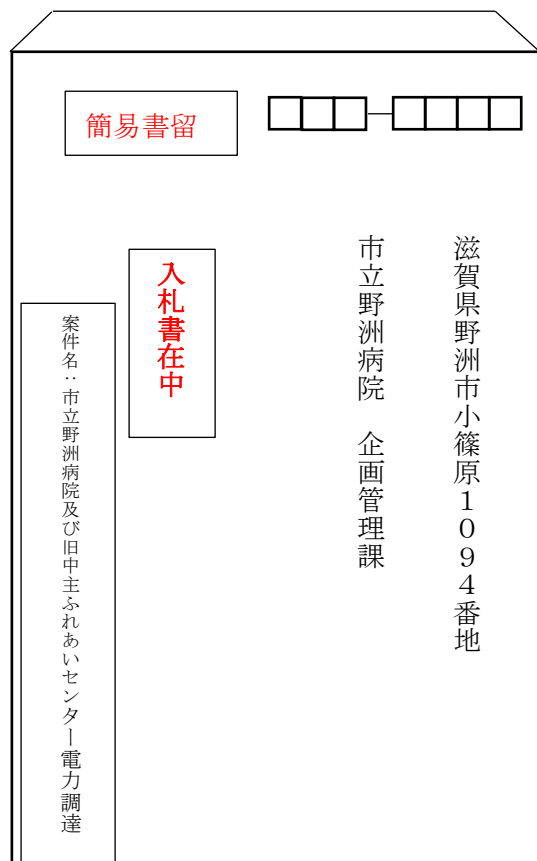 簡易書留
滋賀県野洲市小篠原1094番地
市立野洲病院 企画管理課
入札書在中
案件名:市立野洲病院及び旧中主ふれあいセンター電力調達